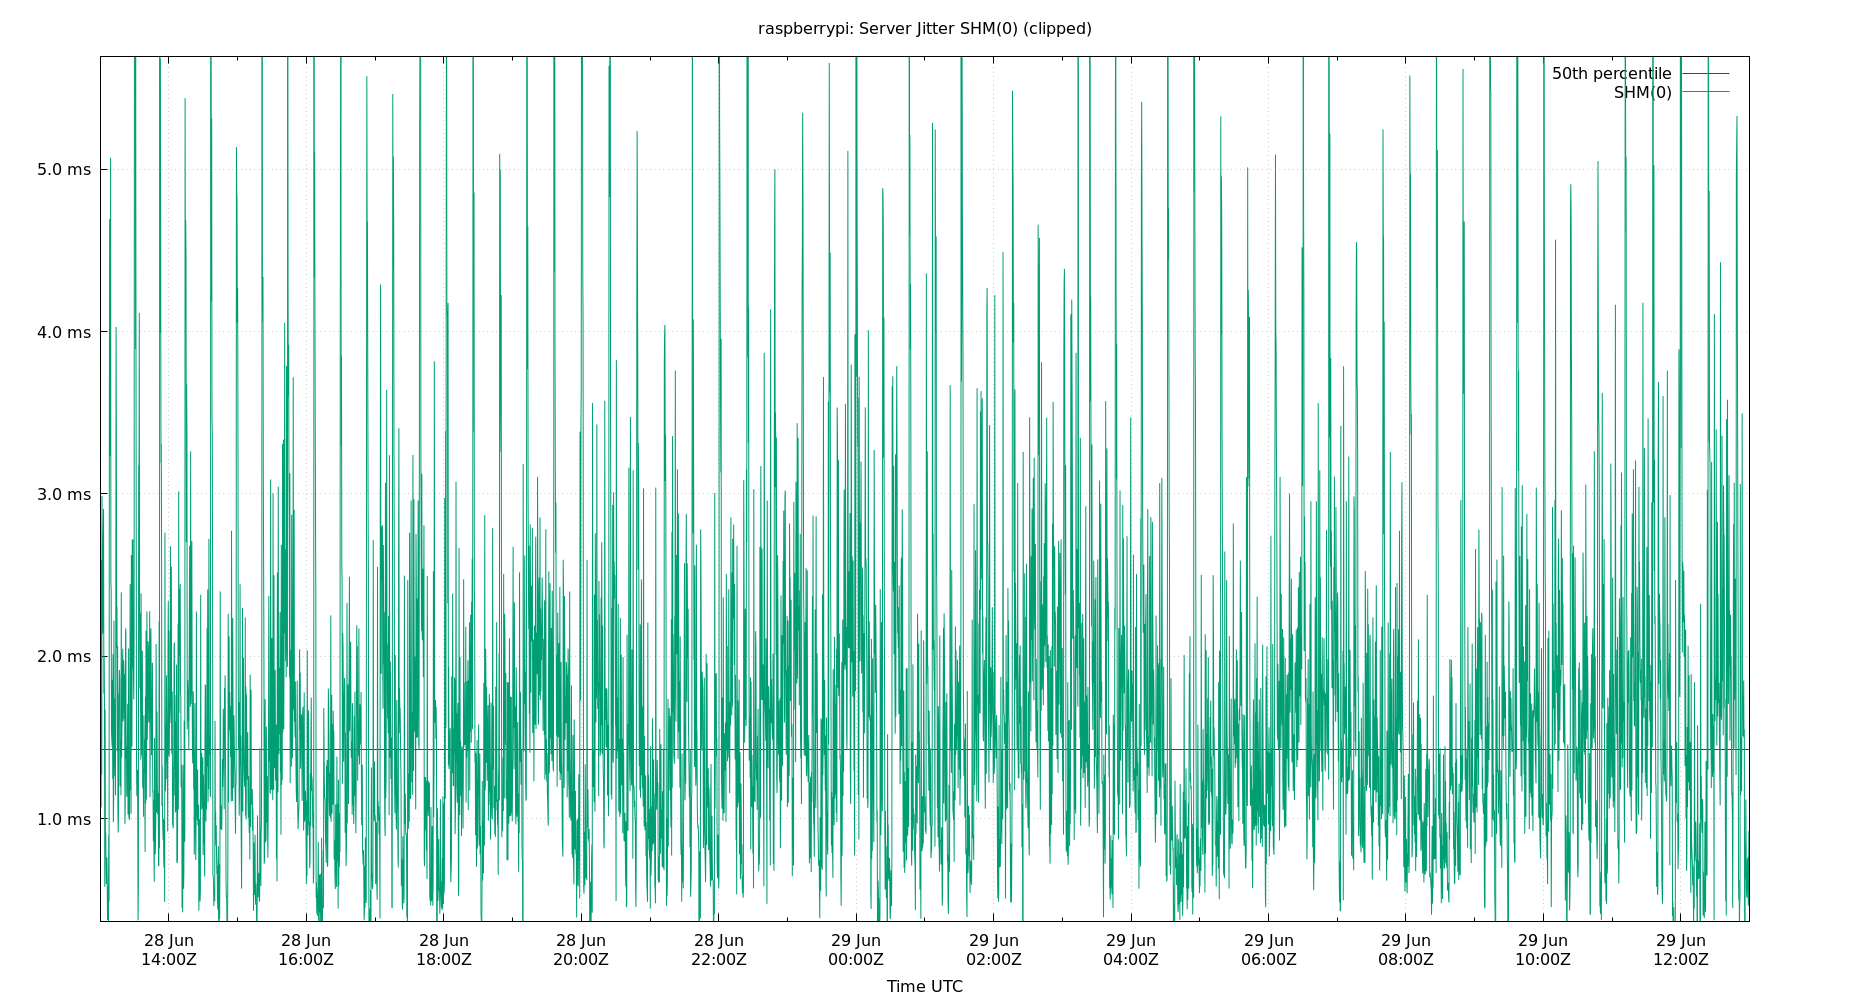 raspberrypi: Server Jitter SHM(0) (clipped)
50th percentile
SHM(0)
5.0 ms
4.0 ms
3.0 ms
2.0 ms
1.0 ms
28 Jun 28 Jun 28 Jun 28 Jun 28 Jun 29 Jun 29 Jun 29 Jun 29 Jun 29 Jun 29 Jun 29 Jun
14:00Z 16:00Z 18:00Z 20:00Z 22:00Z 00:00Z 02:00Z 04:00Z 06:00Z 08:00Z 10:00Z 12:00Z
Time UTC